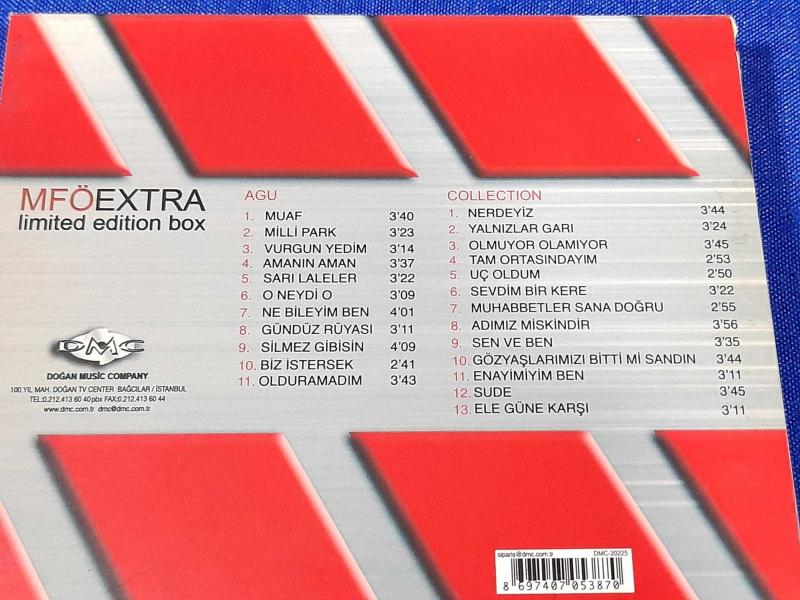 MFÖEXTRA
limited edition box
DMC
DOĞAN MUSİC COMPANY
100.YIL MAH. DOĞAN TV CENTER BAĞCILAR / İSTANBUL
TEL:0.212.413 60 40 pbx FAX:0.212.413 60 44
www.dmc.com.tr dmc@dmc.com.tr
AGU
1. MUAF 3'40
2. MİLLİ PARK 3'23
3. VURGUN YEDİM 3'14
4. AMANIN AMAN 3'37
5. SARI LALELER 3'22
6. O NEYDİ O 3'09
7. NE BİLEYİM BEN 4'01
8. GÜNDÜZ RÜYASI 3'11
9. SİLMEZ GİBİSİN 4'09
10. BİZ İSTERSEK 2'41
11. OLDURAMADIM 3'43
COLLECTION
1. NERDEYİZ 3'44
2. YALNIZLAR GARI 3'24
3. OLMUYOR OLAMIYOR 3'45
4. TAM ORTASINDAYIM 2'53
5. UÇ OLDUM 2'50
6. SEVDİM BİR KERE 3'22
7. MUHABBETLER SANA DOĞRU 2'55
8. ADIMIZ MİSKİNDİR 3'56
9. SEN VE BEN 3'35
10. GÖZYAŞLARIMIZI BİTTİ Mİ SANDIN 3'44
11. ENAYİMİYİM BEN 3'11
12. SUDE 3'45
13. ELE GÜNE KARŞI 3'11
siparis@dmc.com.tr DMC-20225
8 697407 053870